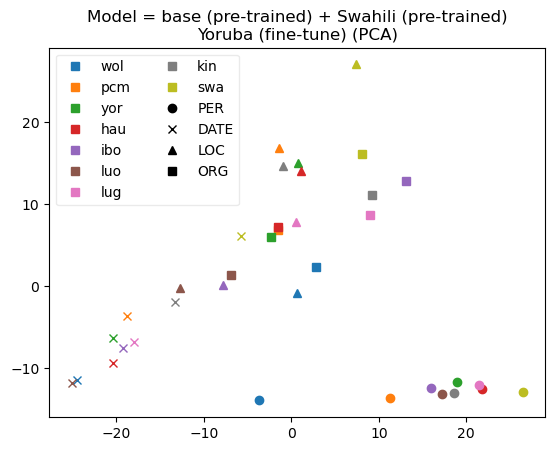 Model = base (pre-trained) + Swahili (pre-trained)
Yoruba (fine-tune) (PCA)
wol
pcm
yor
hau
ibo
luo
lug
kin
swa
PER
DATE
LOC
ORG
20
10
0
−10
−20
−10
0
10
20